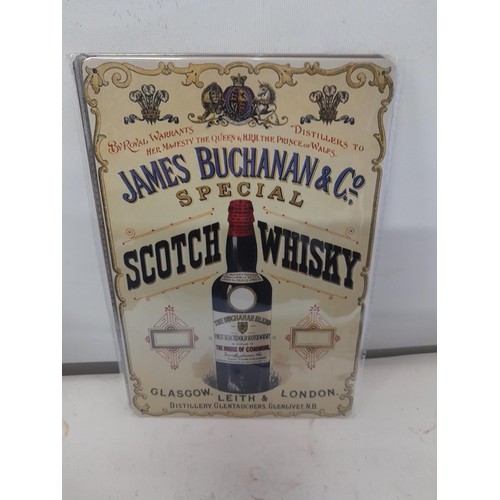 By Royal Warrants Distillers to
Her Majesty The Queen & H.R.H. The Prince of Wales.
JAMES BUCHANAN & Co.
SPECIAL
SCOTCH WHISKY
THE BUCHANAN BLEND
THE HOUSE OF COMMONS
GLASGOW, LEITH & LONDON.
DISTILLERY, GLENTAUCHERS, GLENLIVET, N.B.